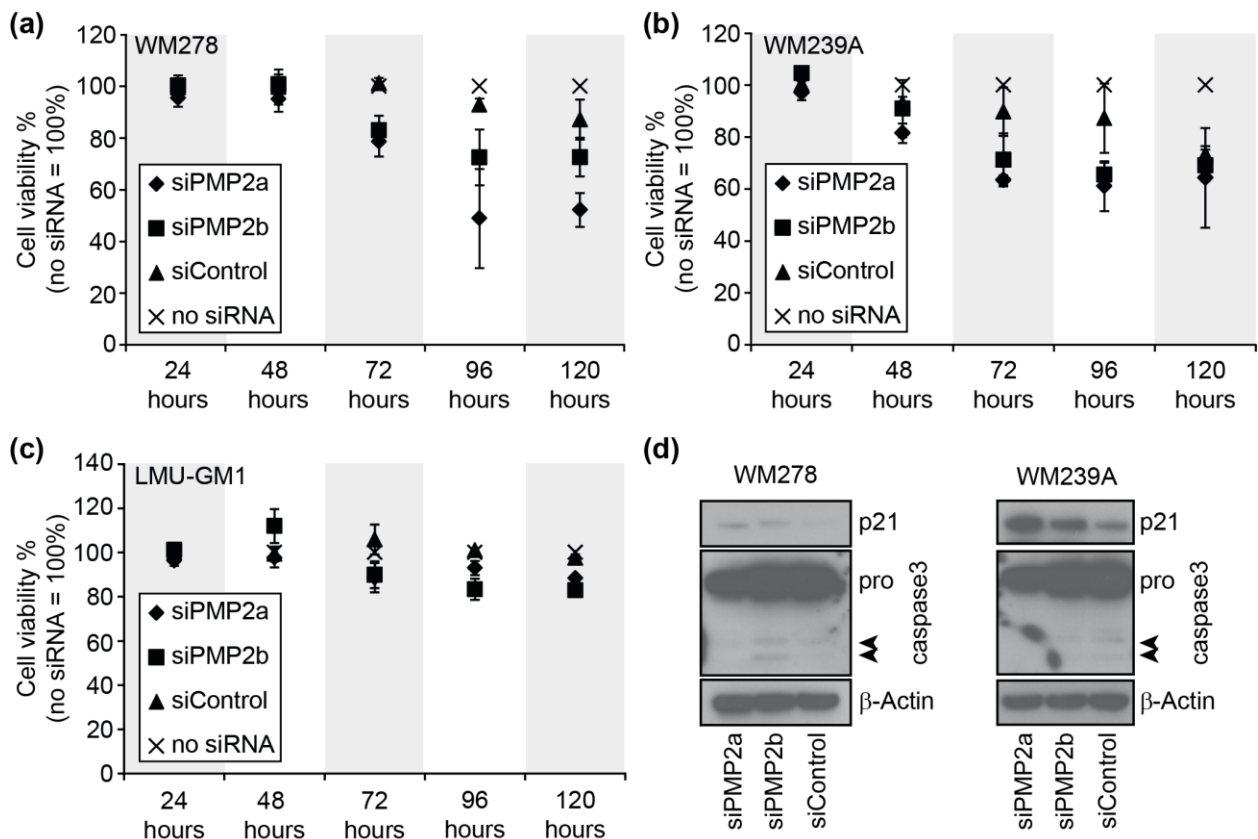 (a)
WM278
120
100
80
60
40
20
0
Cell viability %
(no siRNA = 100%)
siPMP2a
siPMP2b
siControl
no siRNA
24 48 72 96 120
hours hours hours hours hours
(b)
WM239A
120
100
80
60
40
20
0
Cell viability %
(no siRNA = 100%)
siPMP2a
siPMP2b
siControl
no siRNA
24 48 72 96 120
hours hours hours hours hours
(c)
LMU-GM1
140
120
100
80
60
40
20
0
Cell viability %
(no siRNA = 100%)
siPMP2a
siPMP2b
siControl
no siRNA
24 48 72 96 120
hours hours hours hours hours
(d)
WM278
p21
pro
caspase3
β-Actin
siPMP2a
siPMP2b
siControl
WM239A
p21
pro
caspase3
β-Actin
siPMP2a
siPMP2b
siControl